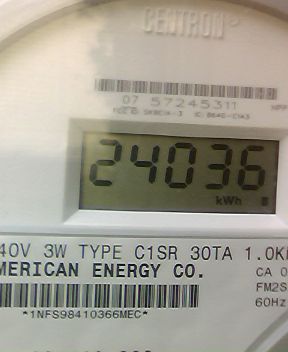 CENTRON
07 57245311
24036
kWh
40V 3W TYPE C1SR 30TA 1.0K
MERICAN ENERGY CO.
CA 0
FM2S
60Hz
*1NFS98410366MEC*